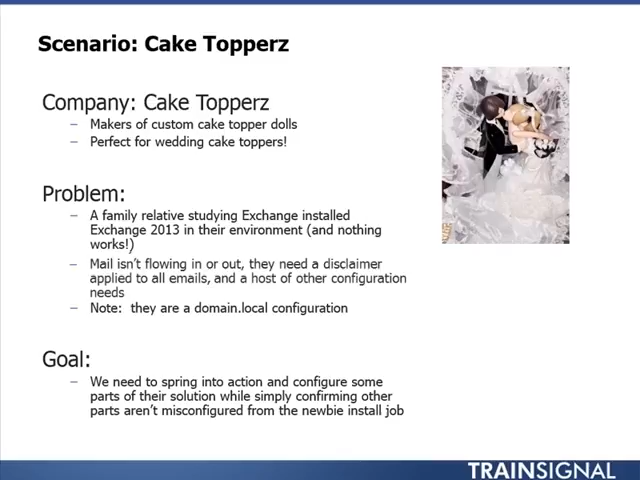 Scenario: Cake Topperz
Company: Cake Topperz
– Makers of custom cake topper dolls
– Perfect for wedding cake toppers!
Problem:
– A family relative studying Exchange installed
Exchange 2013 in their environment (and nothing
works!)
– Mail isn't flowing in or out, they need a disclaimer
applied to all emails, and a host of other configuration
needs
– Note: they are a domain.local configuration
Goal:
– We need to spring into action and configure some
parts of their solution while simply confirming other
parts aren't misconfigured from the newbie install job
TRAINSIGNAL